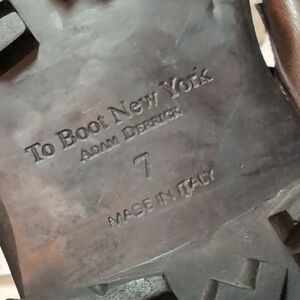 To Boot New York
ADAM DERRICK
7
MADE IN ITALY